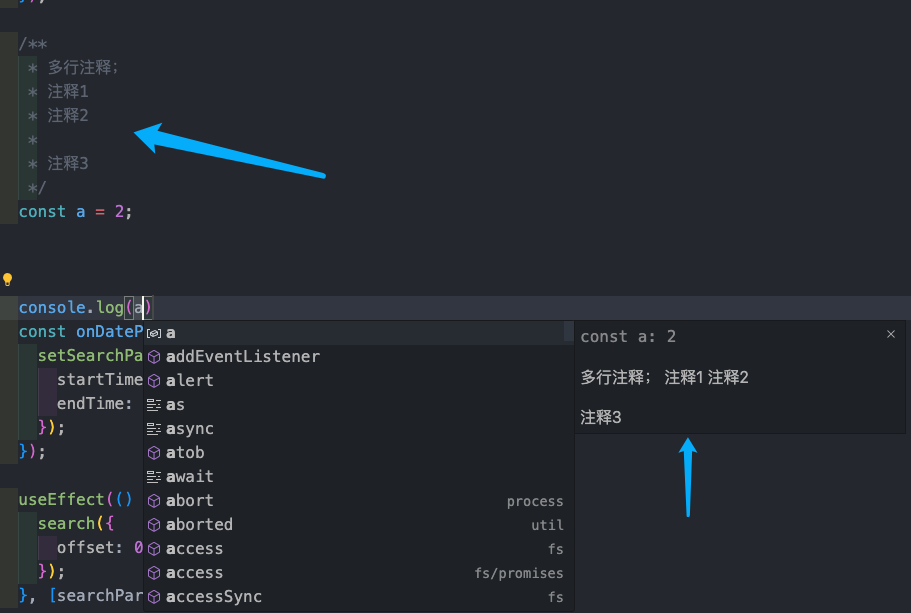 });
/**
* 多行注释；
* 注释1
* 注释2
*
* 注释3
*/
const a = 2;
console.log(a)
const onDateP
setSearchPa
startTime
endTime:
});
});
useEffect(()
search({
offset: 0
});
}, [searchPar
a
addEventListener
alert
as
async
atob
await
abort process
aborted util
access fs
access fs/promises
accessSync fs
const a: 2 ×
多行注释； 注释1 注释2
注释3